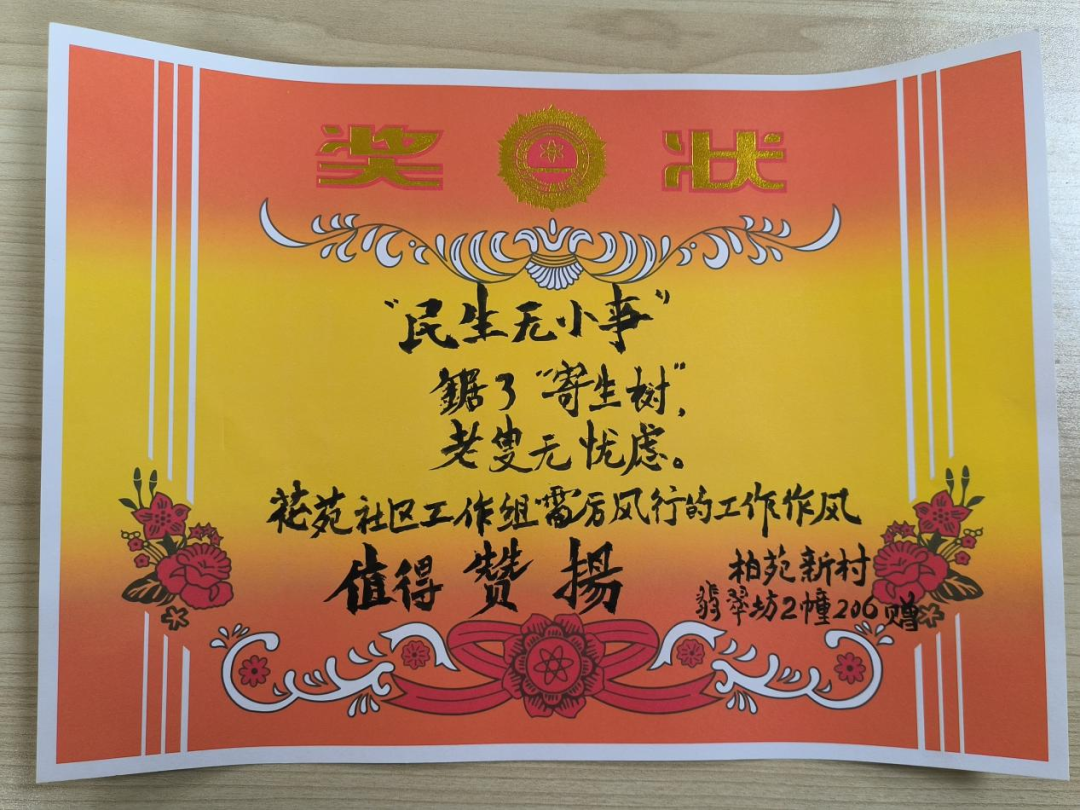 奖 状
“民生无小事”
鋸了“寄生树”,
老叟无忧虑。
花苑社区工作组雷厉风行的工作作风
值得赞揚
柏苑新村
翡翠坊2幢206赠